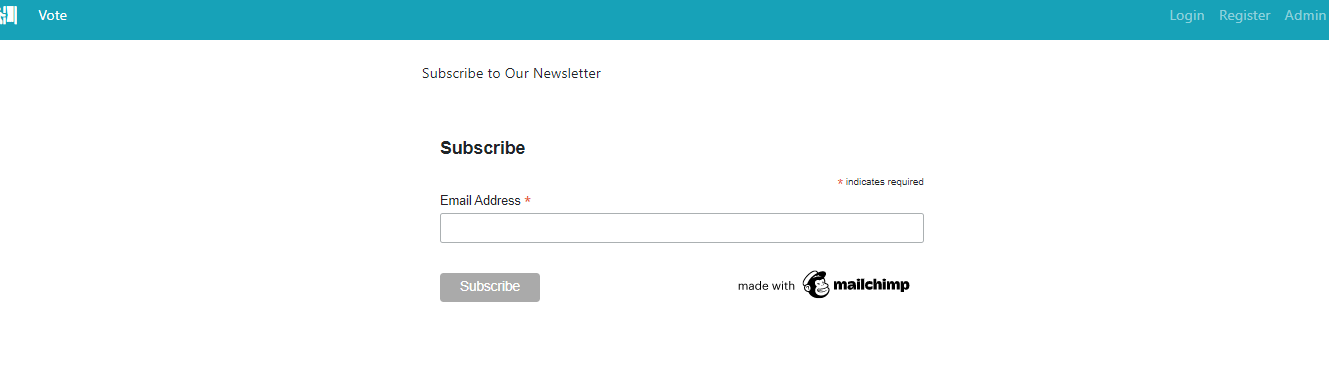 Vote Login Register Admin
Subscribe to Our Newsletter
Subscribe
* indicates required
Email Address *
Subscribe made with mailchimp